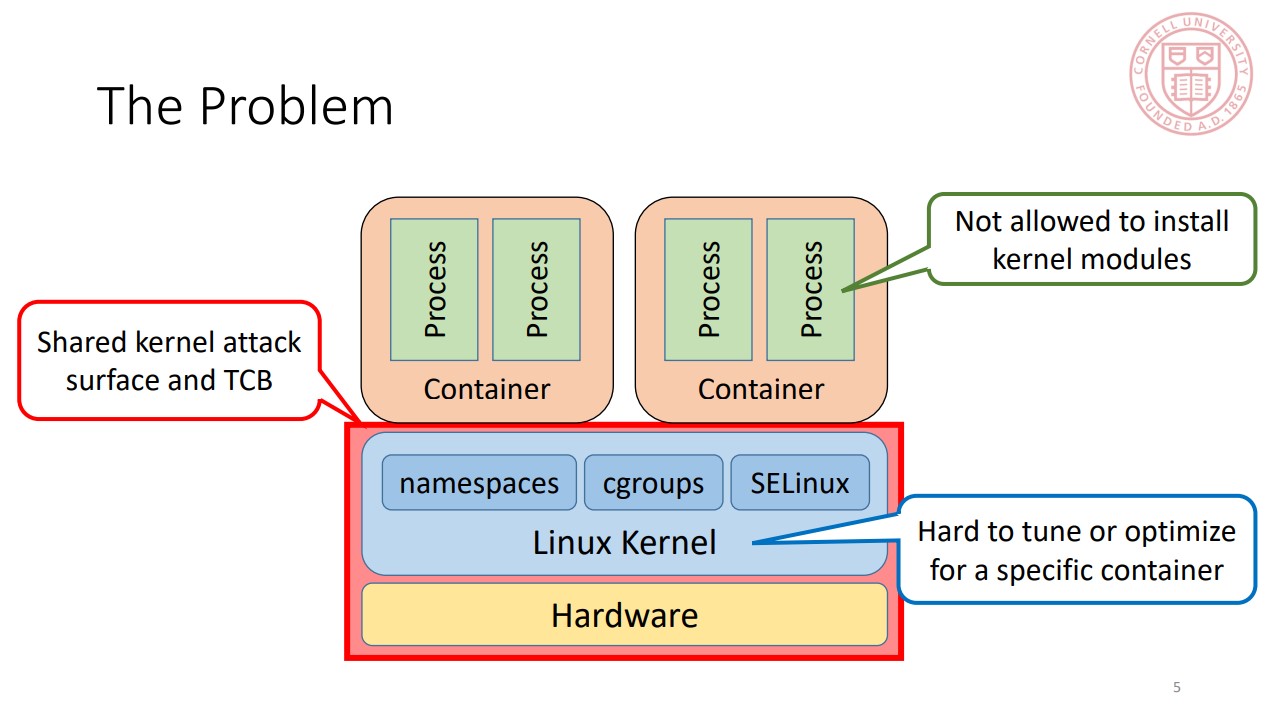 CORNELL UNIVERSITY
FOUNDED A.D. 1865
The Problem
Process
Process
Container
Process
Process
Container
Not allowed to install
kernel modules
Shared kernel attack
surface and TCB
namespaces
cgroups
SELinux
Linux Kernel
Hard to tune or optimize
for a specific container
Hardware
5